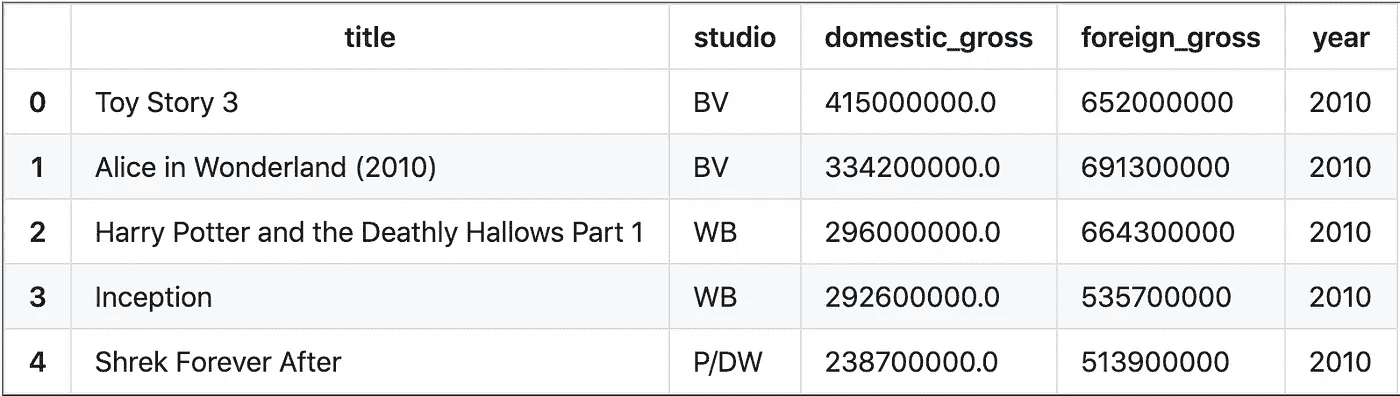 title studio domestic_gross foreign_gross year
0 Toy Story 3 BV 415000000.0 652000000 2010
1 Alice in Wonderland (2010) BV 334200000.0 691300000 2010
2 Harry Potter and the Deathly Hallows Part 1 WB 296000000.0 664300000 2010
3 Inception WB 292600000.0 535700000 2010
4 Shrek Forever After P/DW 238700000.0 513900000 2010